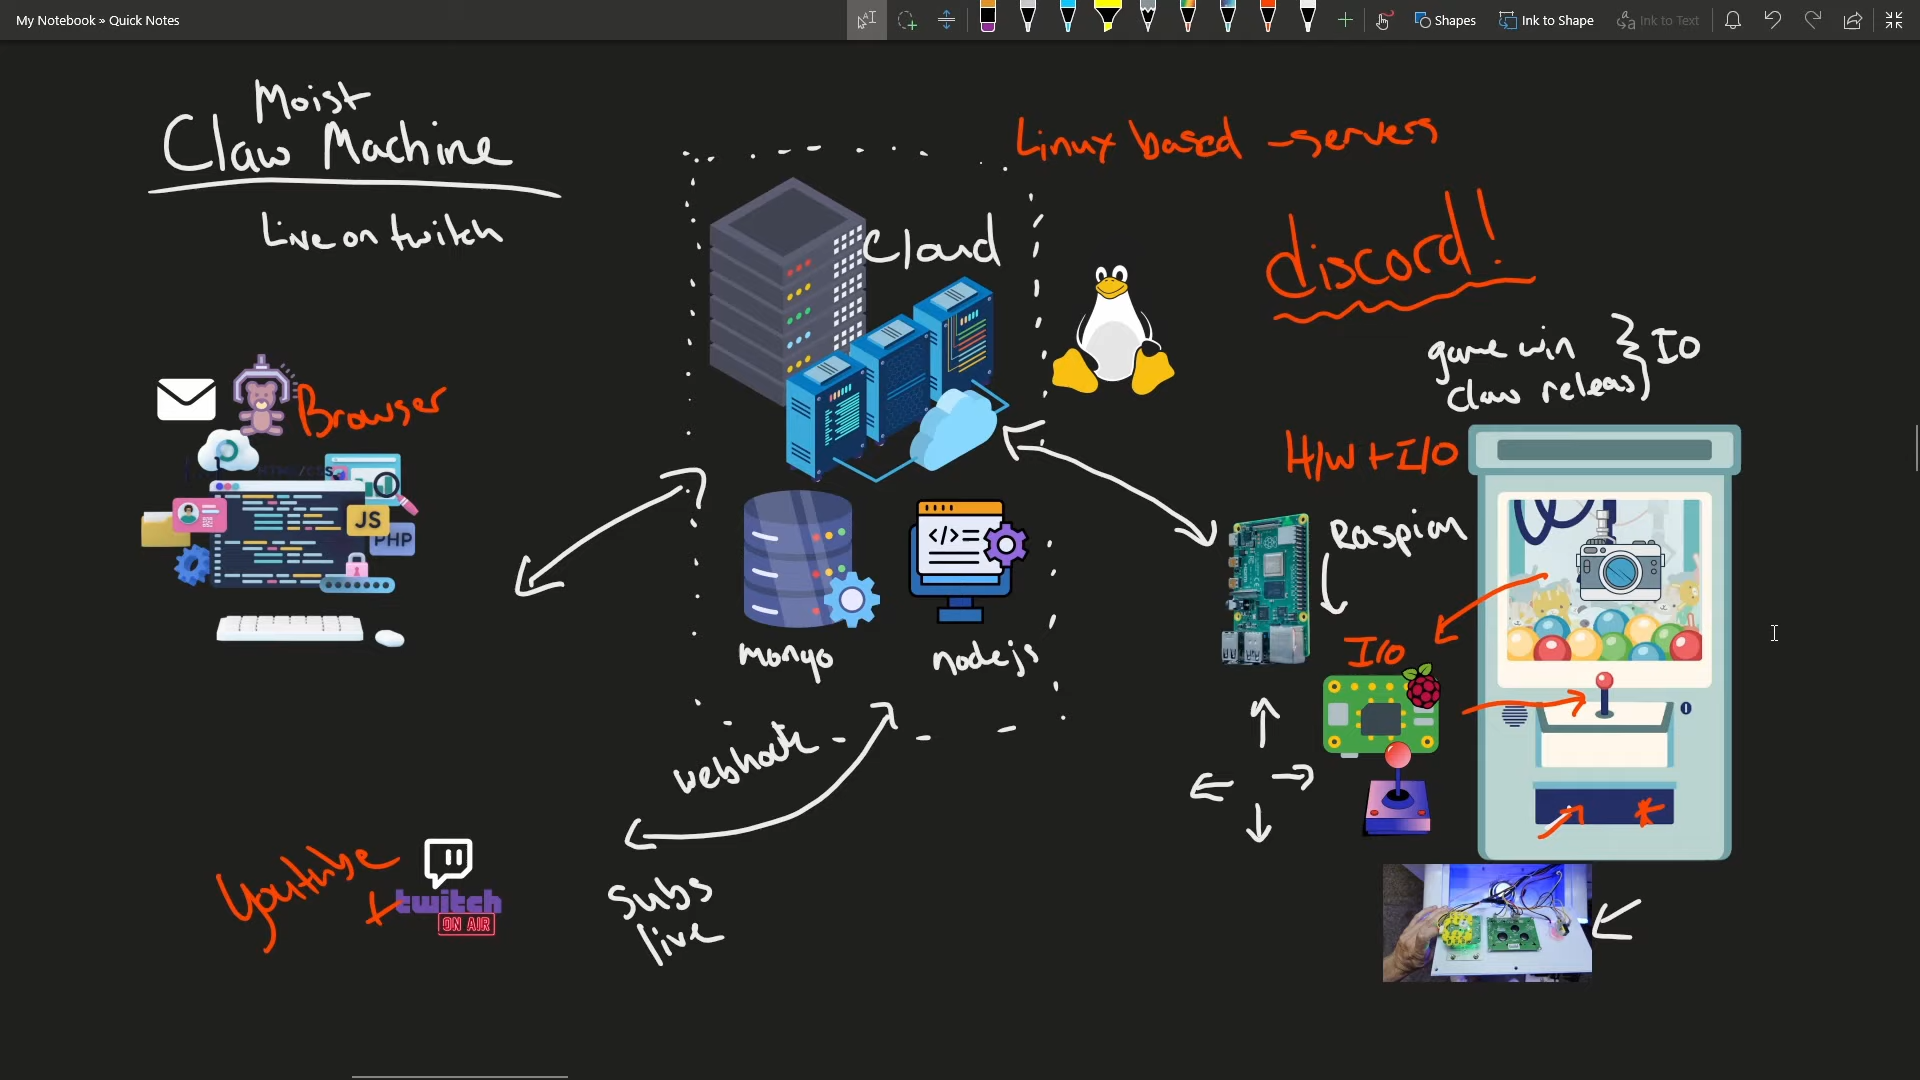 My Notebook » Quick Notes
Shapes
Ink to Shape
Ink to Text
Moist
Claw Machine
Live on twitch
Linux based - servers
Cloud
discord!
game win } IO
claw releas
Browser
JS
PHP
H/W + I/O
Raspian
I/O
mongo
nodejs
webhook
Youtube
+ twitch
ON AIR
Subs
live